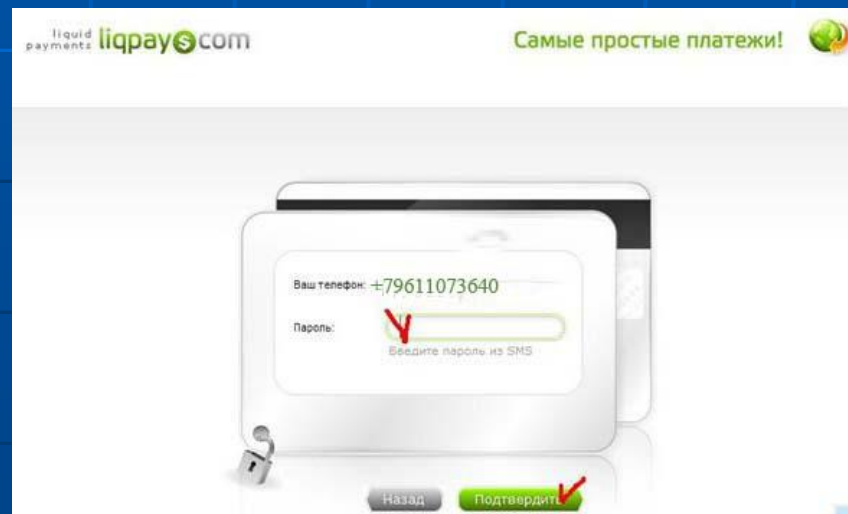 liquid
payments liqpay$com
Самые простые платежи!
Ваш телефон: +79611073640
Пароль:
Введите пароль из SMS
Назад Подтвердить